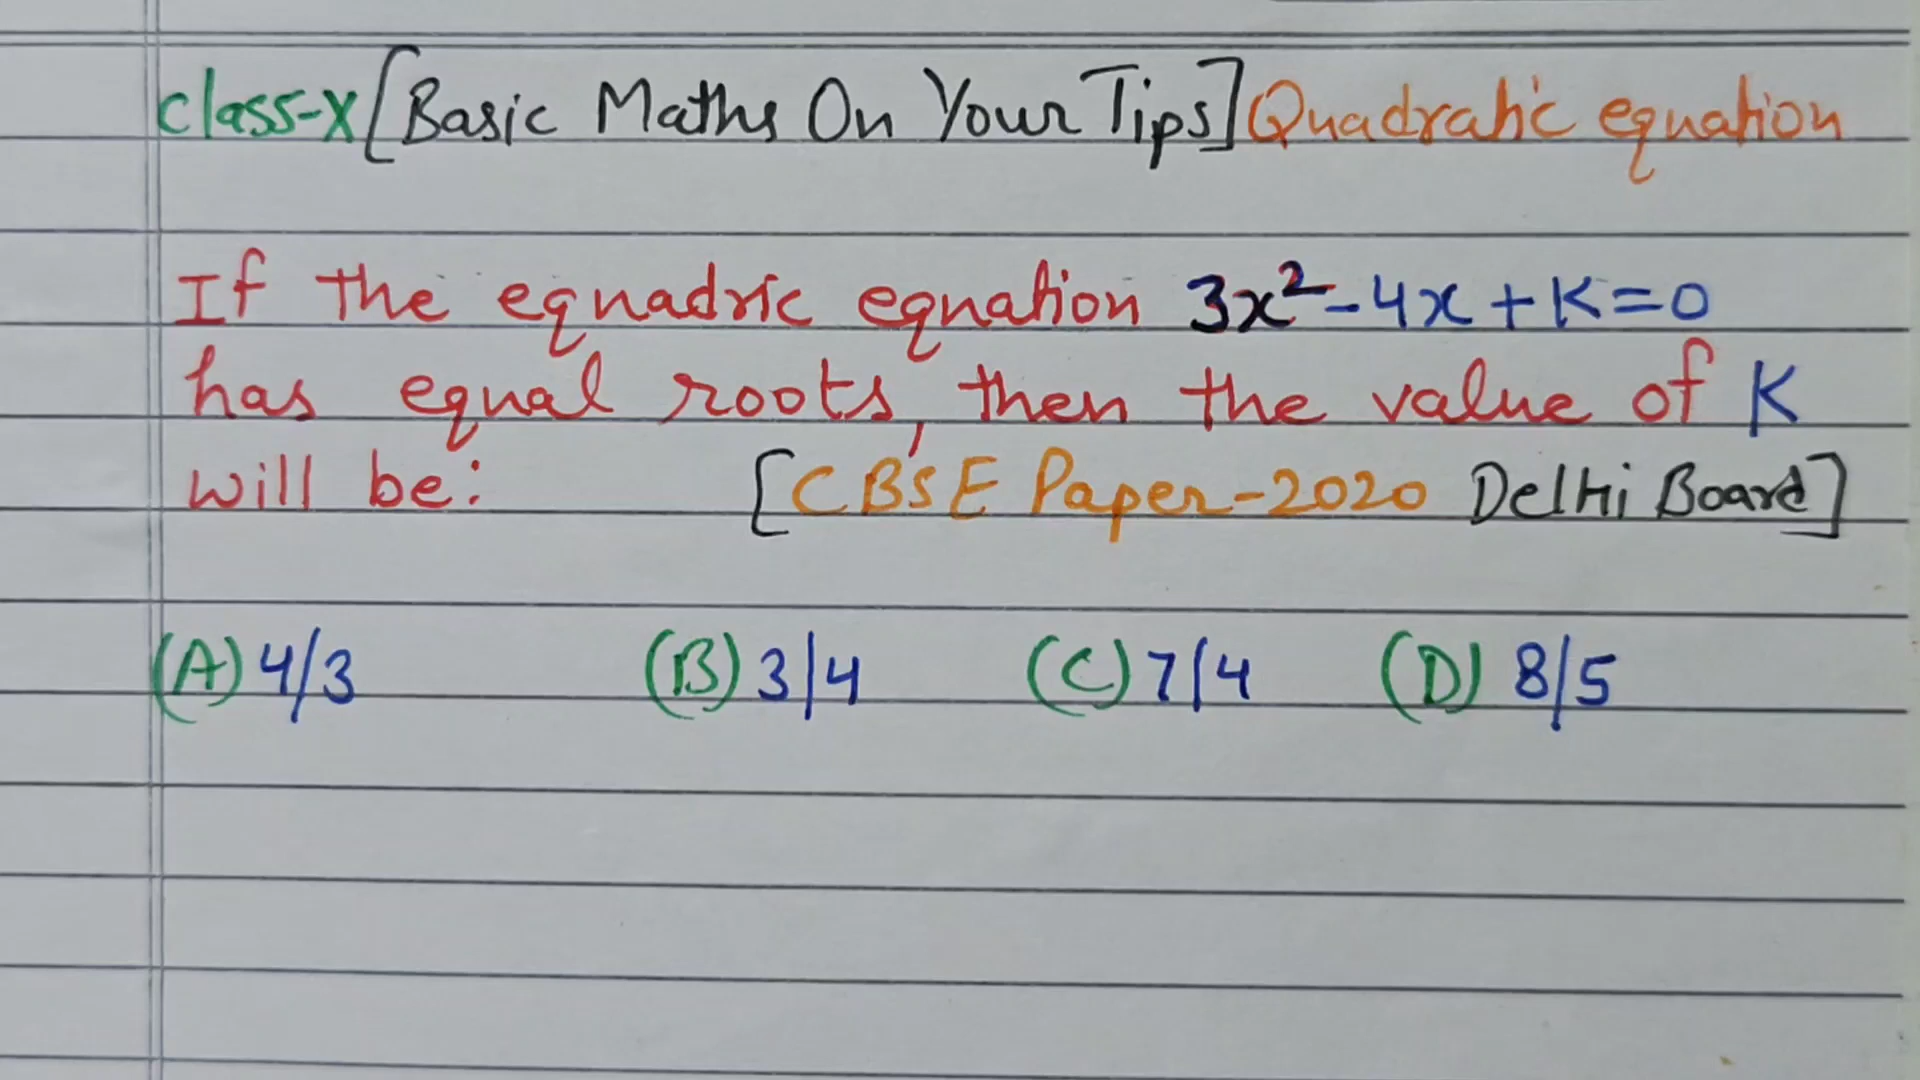 class-X [Basic Maths On Your Tips] Quadratic equation
If the equadric equation 3x²-4x+K=0
has equal roots, then the value of K
will be: [CBSE Paper-2020 Delhi Board]
(A) 4/3 (B) 3/4 (C) 7/4 (D) 8/5